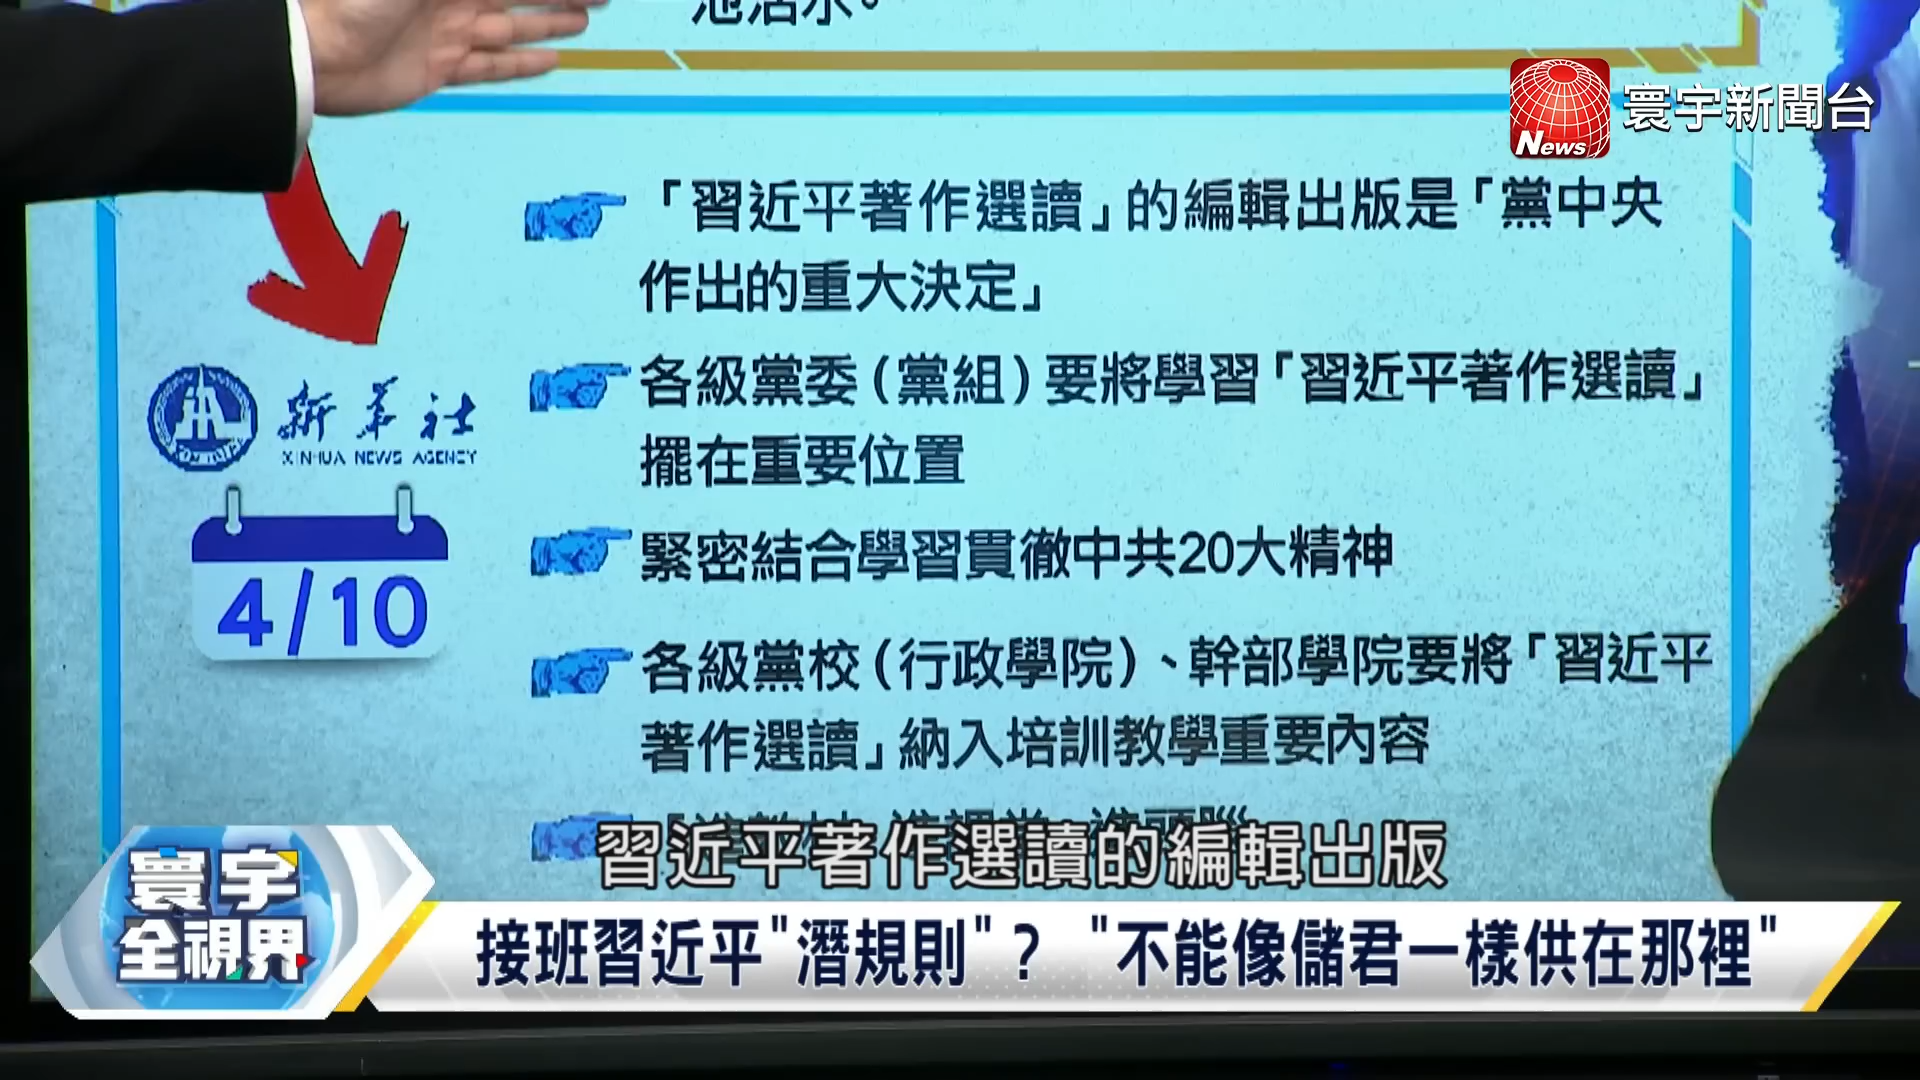 池活水。
News
寰宇新聞台
「習近平著作選讀」的編輯出版是「黨中央
作出的重大決定」
各級黨委(黨組)要將學習「習近平著作選讀」
擺在重要位置
新華社
XINHUA NEWS AGENCY
緊密結合學習貫徹中共20大精神
4/10
各級黨校(行政學院)、幹部學院要將「習近平
著作選讀」納入培訓教學重要內容
習近平著作選讀的編輯出版
寰宇
全視界
接班習近平"潛規則"? "不能像儲君一樣供在那裡"